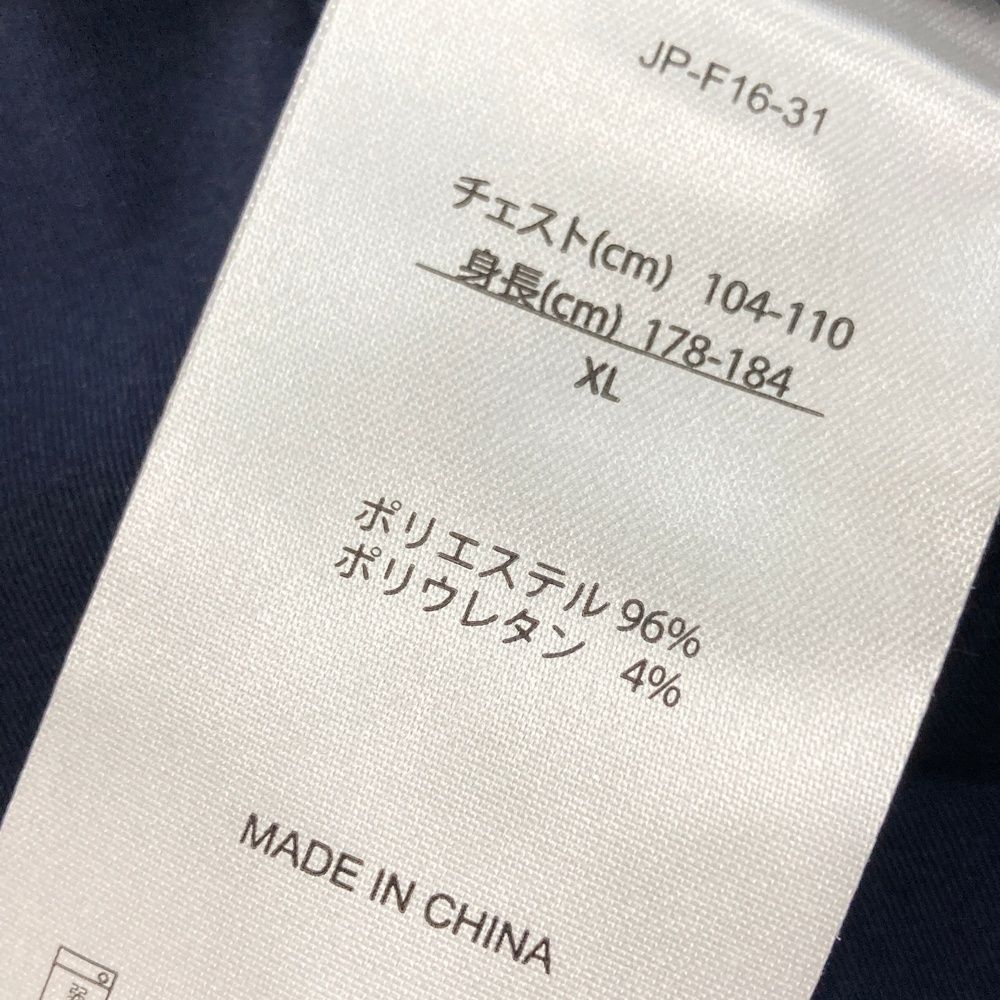 JP-F16-31
チェスト(cm) 104-110
身長(cm) 178-184
XL
ポリエステル 96%
ポリウレタン 4%
MADE IN CHINA
弱